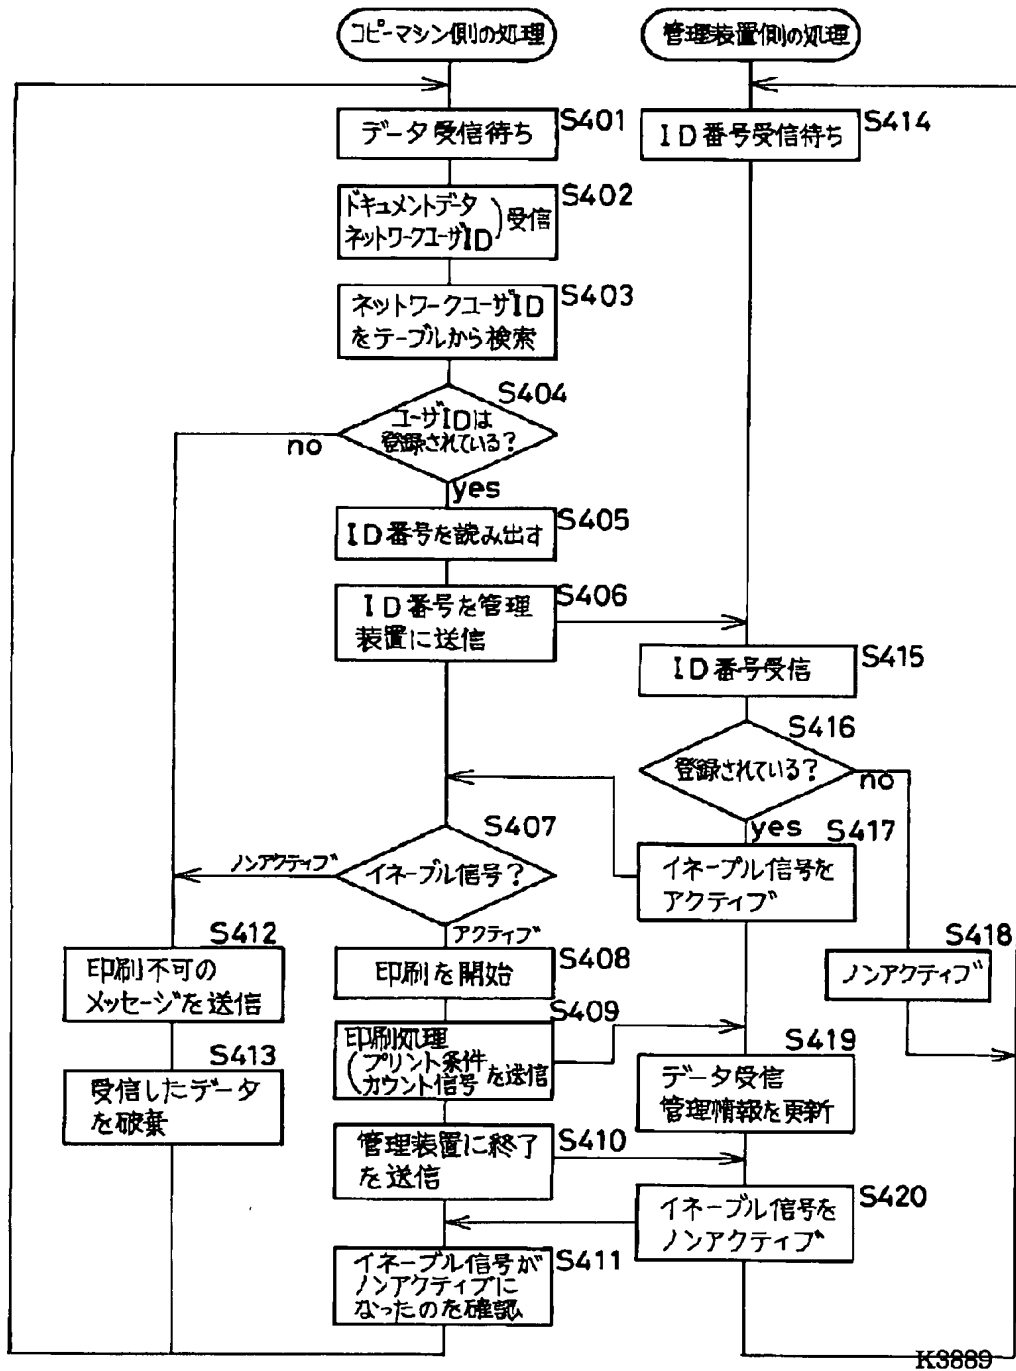 コピーマシン側の処理
データ受信待ち
S401
ドキュメントデータ
ネットワークユーザID
)受信
S402
ネットワークユーザID
をテーブルから検索
S403
S404
ユーザIDは
登録されている?
no
yes
ID番号を読み出す
S405
ID番号を管理
装置に送信
S406
S407
イネーブル信号?
ノンアクティブ
アクティブ
印刷を開始
S408
S409
印刷処理
(プリント条件
カウント信号を送信
管理装置に終了
を送信
S410
イネーブル信号が
ノンアクティブに
なったのを確認
S411
S412
印刷不可の
メッセージを送信
S413
受信したデータ
を破棄
管理装置側の処理
ID番号受信待ち
S414
ID番号受信
S415
S416
登録されている?
no
yes
S417
イネーブル信号を
アクティブ
S418
ノンアクティブ
S419
データ受信
管理情報を更新
S420
イネーブル信号を
ノンアクティブ
K3889